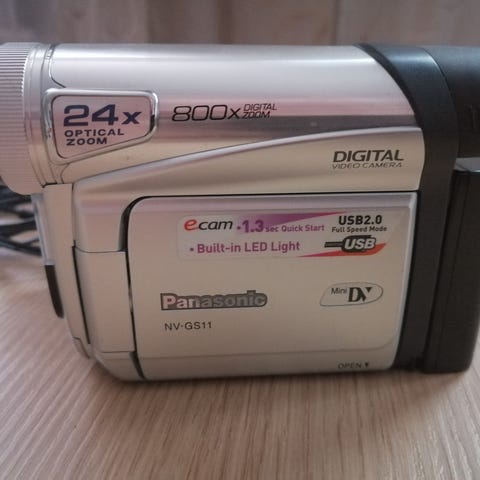 24x
OPTICAL
ZOOM
800x DIGITAL ZOOM
DIGITAL
VIDEO CAMERA
e.cam • 1.3 sec Quick Start
• Built-in LED Light
USB2.0
Full Speed Mode
USB
Panasonic
Mini DV
NV-GS11
OPEN